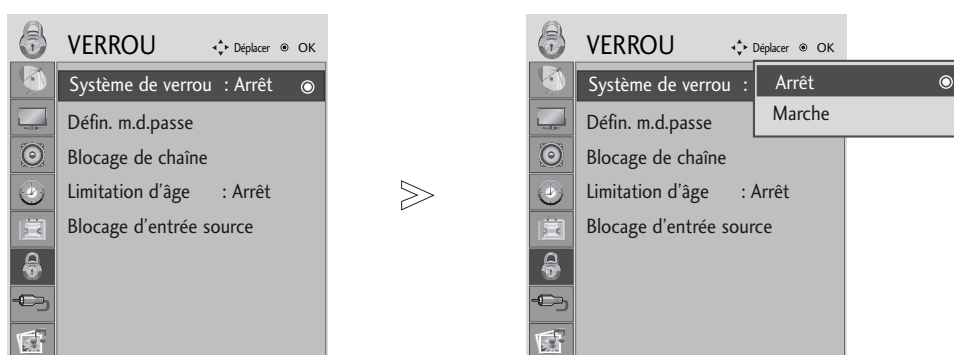 VERROU Déplacer OK
Système de verrou : Arrêt
Défin. m.d.passe
Blocage de chaîne
Limitation d'âge : Arrêt
Blocage d'entrée source
>
VERROU Déplacer OK
Système de verrou :
Arrêt
Marche
Défin. m.d.passe
Blocage de chaîne
Limitation d'âge : Arrêt
Blocage d'entrée source